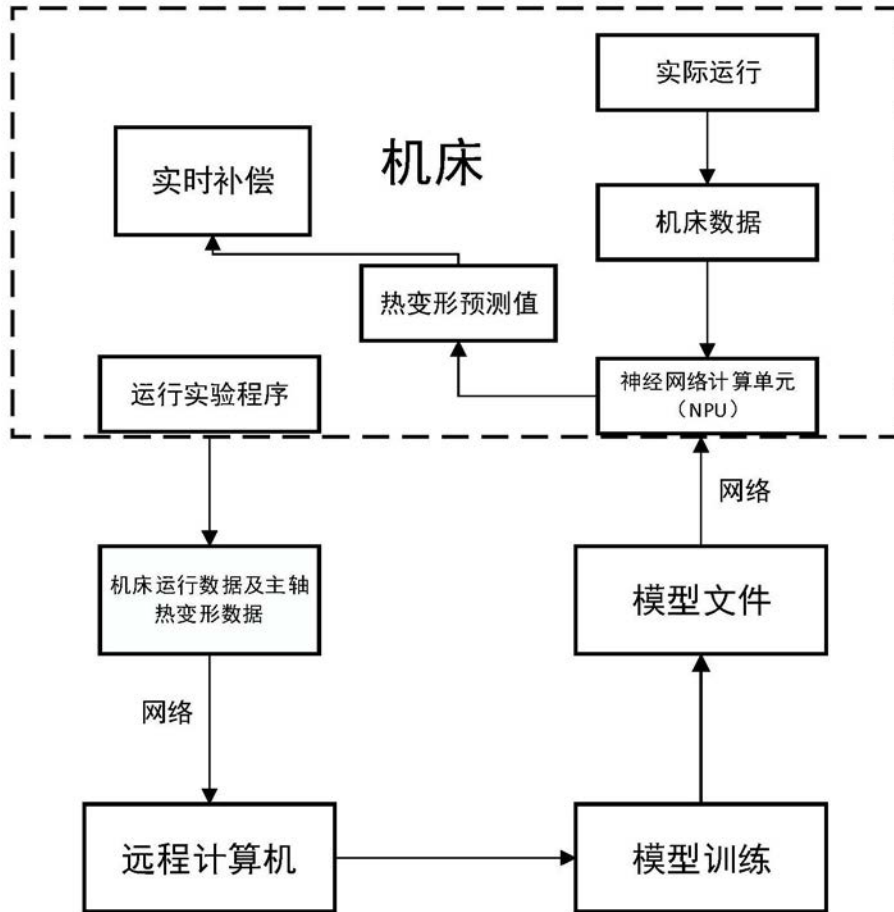 实际运行
实时补偿
机床
机床数据
热变形预测值
运行实验程序
神经网络计算单元
（NPU）
网络
机床运行数据及主轴
热变形数据
模型文件
网络
远程计算机
模型训练